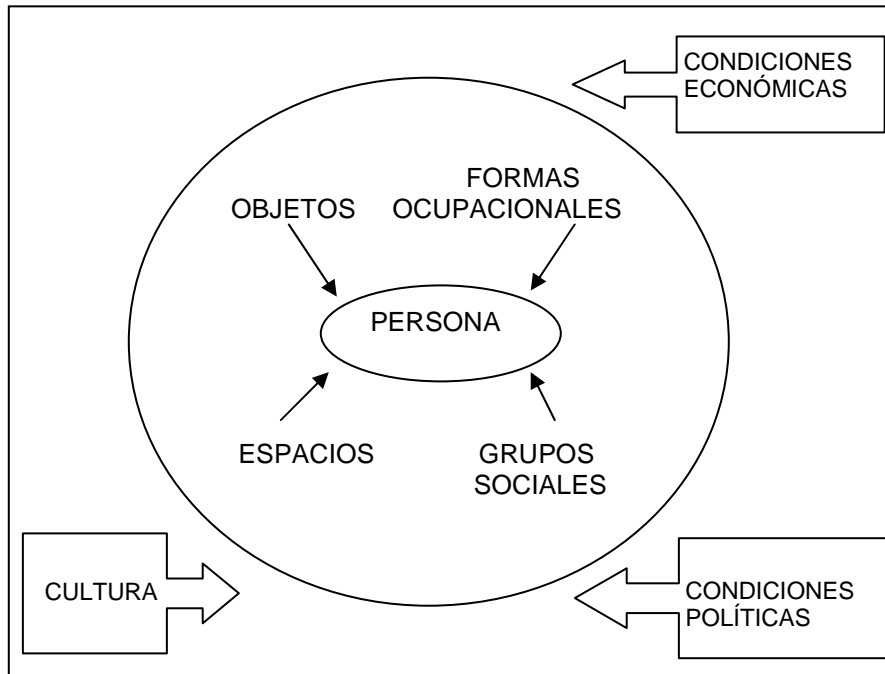 CONDICIONES
ECONÓMICAS
FORMAS
OBJETOS
OCUPACIONALES
PERSONA
ESPACIOS
GRUPOS
SOCIALES
CULTURA
CONDICIONES
POLÍTICAS